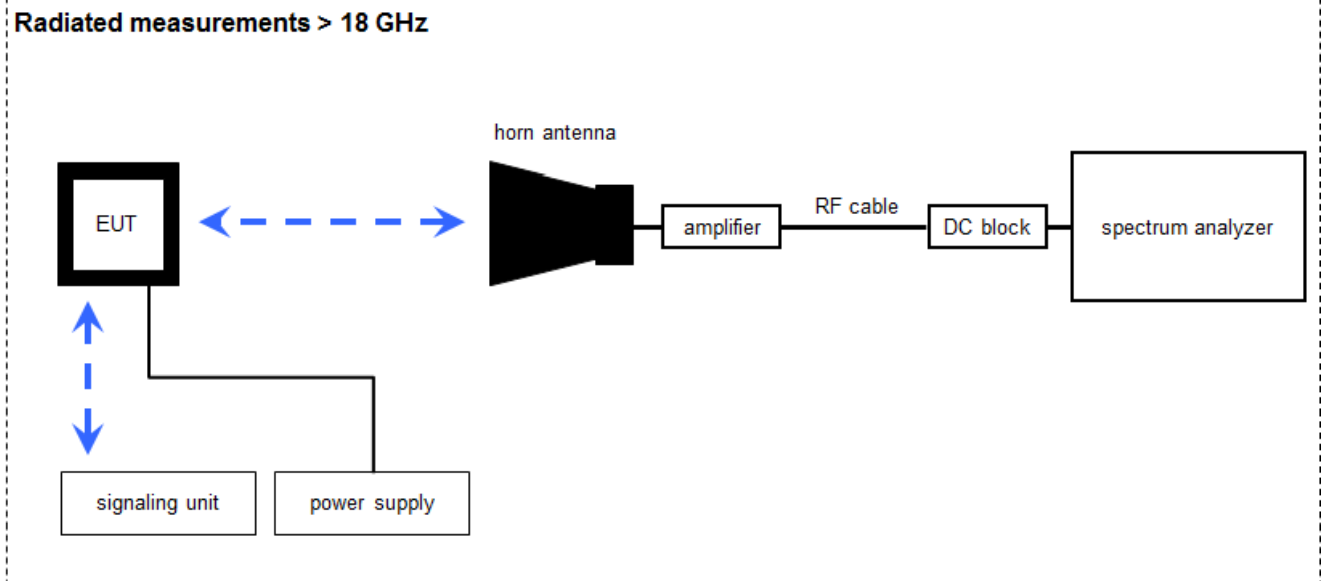 Radiated measurements > 18 GHz
horn antenna
EUT
amplifier
RF cable
DC block
spectrum analyzer
signaling unit
power supply